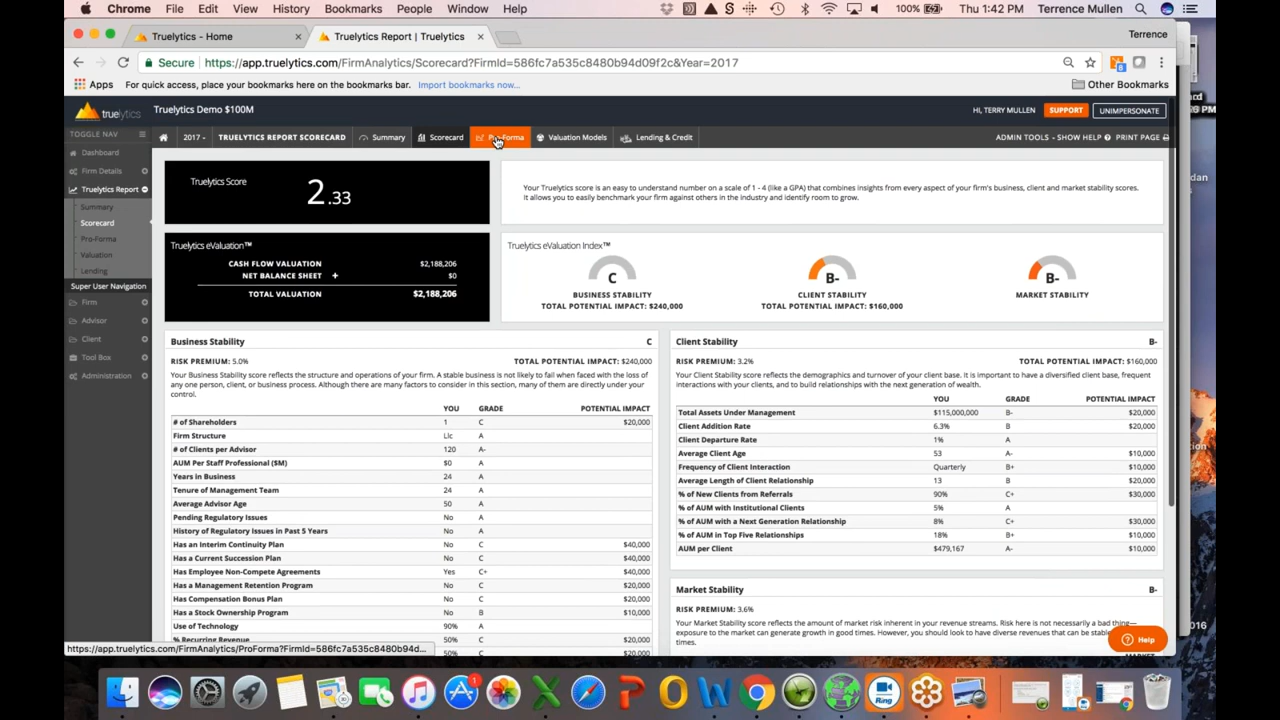 Chrome File Edit View History Bookmarks People Window Help 100% Thu 1:42 PM Terrence Mullen
Truelytics - Home Truelytics Report | Truelytics Terrence
Secure https://app.truelytics.com/FirmAnalytics/Scorecard?FirmId=586fc7a535c8480b94d09f2c&Year=2017
Apps For quick access, place your bookmarks here on the bookmarks bar. Import bookmarks now... Other Bookmarks
truelytics Truelytics Demo $100M HI, TERRY MULLEN SUPPORT UNIMPERSONATE
TOGGLE NAV 2017 TRUELYTICS REPORT SCORECARD Summary Scorecard Pro-Forma Valuation Models Lending & Credit ADMIN TOOLS - SHOW HELP PRINT PAGE
Dashboard
Firm Details
Truelytics Report
Summary
Scorecard
Pro-Forma
Valuation
Lending
Super User Navigation
Firm
Advisor
Client
Tool Box
Administration
Truelytics Score 2.33
Your Truelytics score is an easy to understand number on a scale of 1 - 4 (like a GPA) that combines insights from every aspect of your firm's business, client and market stability scores.
It allows you to easily benchmark your firm against others in the industry and identify room to grow.
Truelytics eValuation™
CASH FLOW VALUATION $2,188,206
NET BALANCE SHEET + $0
TOTAL VALUATION $2,188,206
Truelytics eValuation Index™
C B- B-
BUSINESS STABILITY CLIENT STABILITY MARKET STABILITY
TOTAL POTENTIAL IMPACT: $240,000 TOTAL POTENTIAL IMPACT: $160,000
Business Stability C
RISK PREMIUM: 5.0% TOTAL POTENTIAL IMPACT: $240,000
Your Business Stability score reflects the structure and operations of your firm. A stable business is not likely to fail when faced with the loss of
any one person, client, or business process. Although there are many factors to consider in this section, many of them are directly under your
control.
YOU GRADE POTENTIAL IMPACT
# of Shareholders 1 C $20,000
Firm Structure Llc A
# of Clients per Advisor 120 A-
AUM Per Staff Professional ($M) $0 A
Years in Business 24 A
Tenure of Management Team 24 A
Average Advisor Age 50 A
Pending Regulatory Issues No A
History of Regulatory Issues in Past 5 Years No A
Has an Interim Continuity Plan No C $40,000
Has a Current Succession Plan No C $40,000
Has Employee Non-Compete Agreements Yes C+ $40,000
Has a Management Retention Program No C $20,000
Has Compensation Bonus Plan No C $20,000
Has a Stock Ownership Program No B $10,000
Use of Technology 90% A
% Recurring Revenue 50% C $20,000
50% C $20,000
Client Stability B-
RISK PREMIUM: 3.2% TOTAL POTENTIAL IMPACT: $160,000
Your Client Stability score reflects the demographics and turnover of your client base. It is important to have a diversified client base, frequent
interactions with your clients, and to build relationships with the next generation of wealth.
YOU GRADE POTENTIAL IMPACT
Total Assets Under Management $115,000,000 B- $20,000
Client Addition Rate 6.3% B $20,000
Client Departure Rate 1% A
Average Client Age 53 A- $10,000
Frequency of Client Interaction Quarterly B+ $10,000
Average Length of Client Relationship 13 B $20,000
% of New Clients from Referrals 90% C+ $30,000
% of AUM with Institutional Clients 5% A
% of AUM with a Next Generation Relationship 8% C+ $30,000
% of AUM in Top Five Relationships 18% B+ $10,000
AUM per Client $479,167 A- $10,000
Market Stability B-
RISK PREMIUM: 3.6%
Your Market Stability score reflects the amount of market risk inherent in your revenue streams. Risk here is not necessarily a bad thing—
exposure to the market can generate growth in good times. However, you should look to have diverse revenues that can be
times.
Help
https://app.truelytics.com/FirmAnalytics/ProForma?FirmId=586fc7a535c8480b94d...
Ring